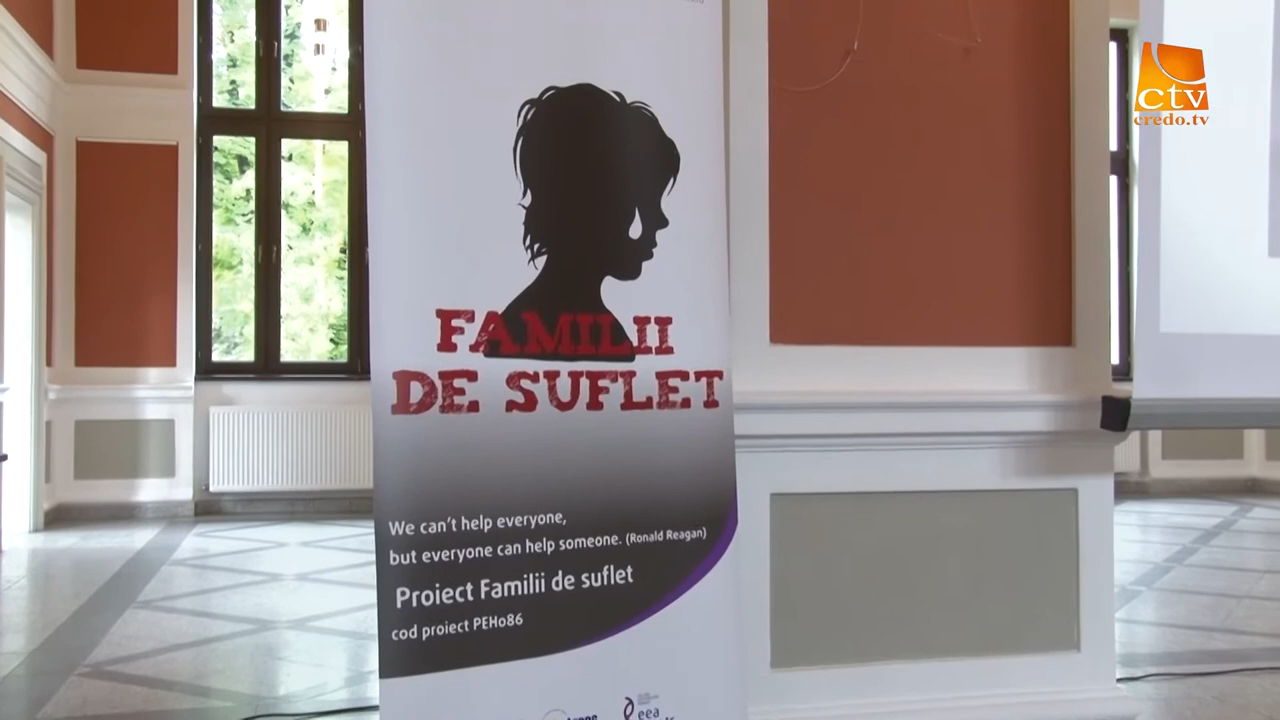 ctv
credo.tv
FAMILII
DE SUFLET
We can't help everyone,
but everyone can help someone. (Ronald Reagan)
Proiect Familii de suflet
cod proiect PEHo86
eea